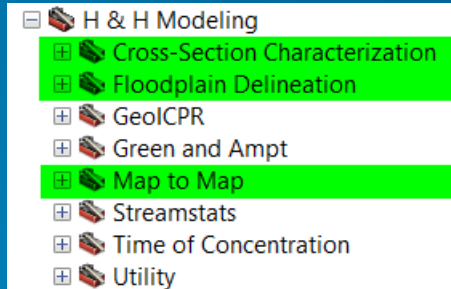 H & H Modeling
Cross-Section Characterization
Floodplain Delineation
GeoICPR
Green and Ampt
Map to Map
Streamstats
Time of Concentration
Utility